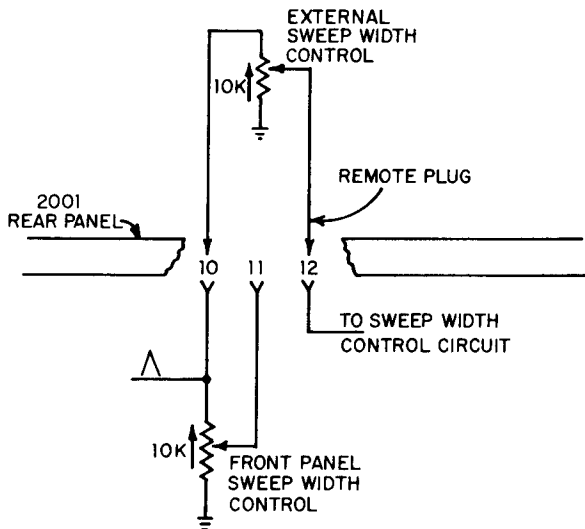 EXTERNAL
SWEEP WIDTH
CONTROL
10K
REMOTE PLUG
2001
REAR PANEL
10 11 12
TO SWEEP WIDTH
CONTROL CIRCUIT
10K
FRONT PANEL
SWEEP WIDTH
CONTROL